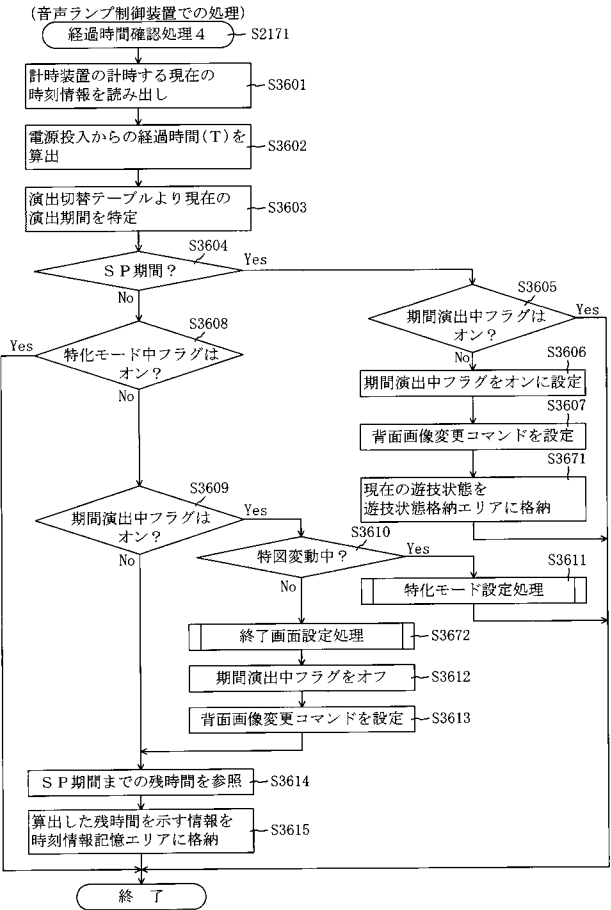 (音声ランプ制御装置での処理)
経過時間確認処理４
S2171
計時装置の計時する現在の
時刻情報を読み出し
S3601
電源投入からの経過時間(T)を
算出
S3602
演出切替テーブルより現在の
演出期間を特定
S3603
S3604
ＳＰ期間？
Yes
No
S3605
期間演出中フラグは
オン？
Yes
No
S3606
期間演出中フラグをオンに設定
S3607
背面画像変更コマンドを設定
S3671
現在の遊技状態を
遊技状態格納エリアに格納
S3608
Yes
特化モード中フラグは
オン？
No
S3609
期間演出中フラグは
オン？
Yes
No
S3610
特図変動中？
Yes
No
S3611
特化モード設定処理
終了画面設定処理
S3672
期間演出中フラグをオフ
S3612
背面画像変更コマンドを設定
S3613
ＳＰ期間までの残時間を参照
S3614
算出した残時間を示す情報を
時刻情報記憶エリアに格納
S3615
終 了